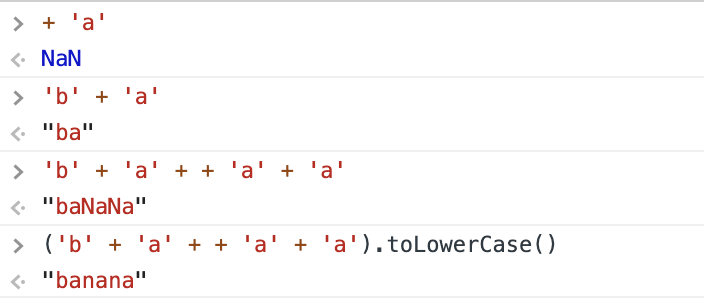 + 'a'
NaN
'b' + 'a'
"ba"
'b' + 'a' + + 'a' + 'a'
"baNaNa"
('b' + 'a' + + 'a' + 'a').toLowerCase()
"banana"